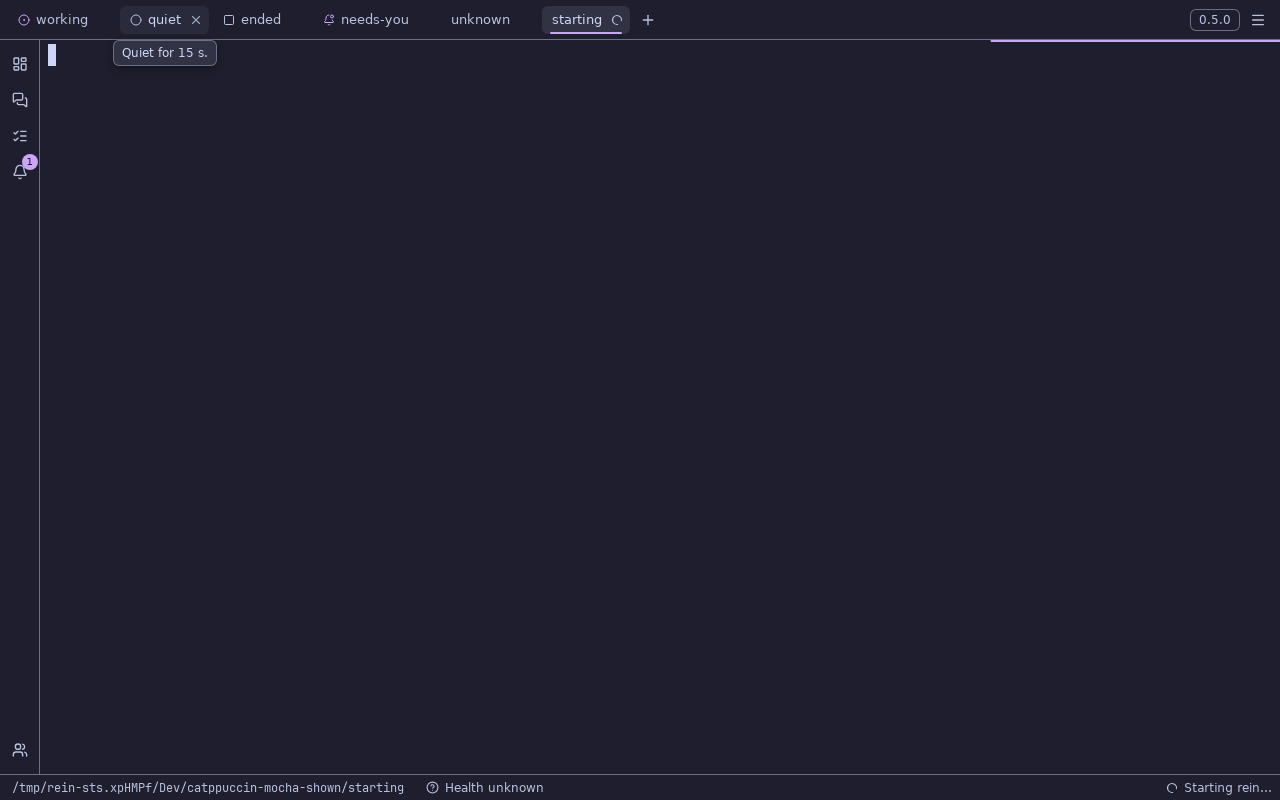 working quiet ended needs-you unknown starting 0.5.0
Quiet for 15 s.
1
/tmp/rein-sts.xpHMPf/Dev/catppuccin-mocha-shown/starting Health unknown Starting rein...